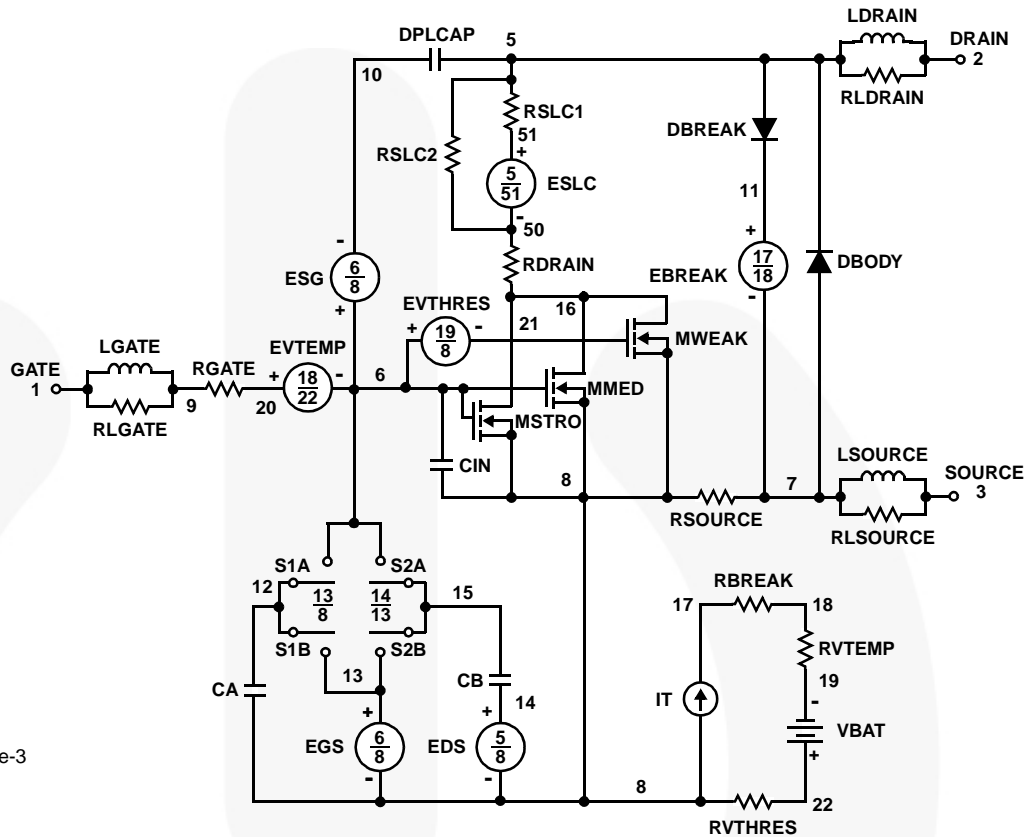 LDRAIN
DPLCAP 5 DRAIN
10 2
RLDRAIN
RSLC1
DBREAK
51
+
RSLC2
5
51
ESLC
11
-
50
+
-
17
18
RDRAIN
6
8
ESG
EBREAK
DBODY
-
+
EVTHRES
16
+ 19 - 21
8
MWEAK
LGATE
EVTEMP
GATE RGATE + 18 - 6
1 22
MMED
9 20
MSTRO
RLGATE
LSOURCE
CIN
8 7 SOURCE
3
RSOURCE
RLSOURCE
S1A S2A
12 13 14 15
8 13
S1B S2B
RBREAK
17 18
13
RVTEMP
CA CB
19
14
IT
-
+ +
VBAT
EGS 6 EDS 5
8 8
+
- -
8
22
RVTHRES
e-3